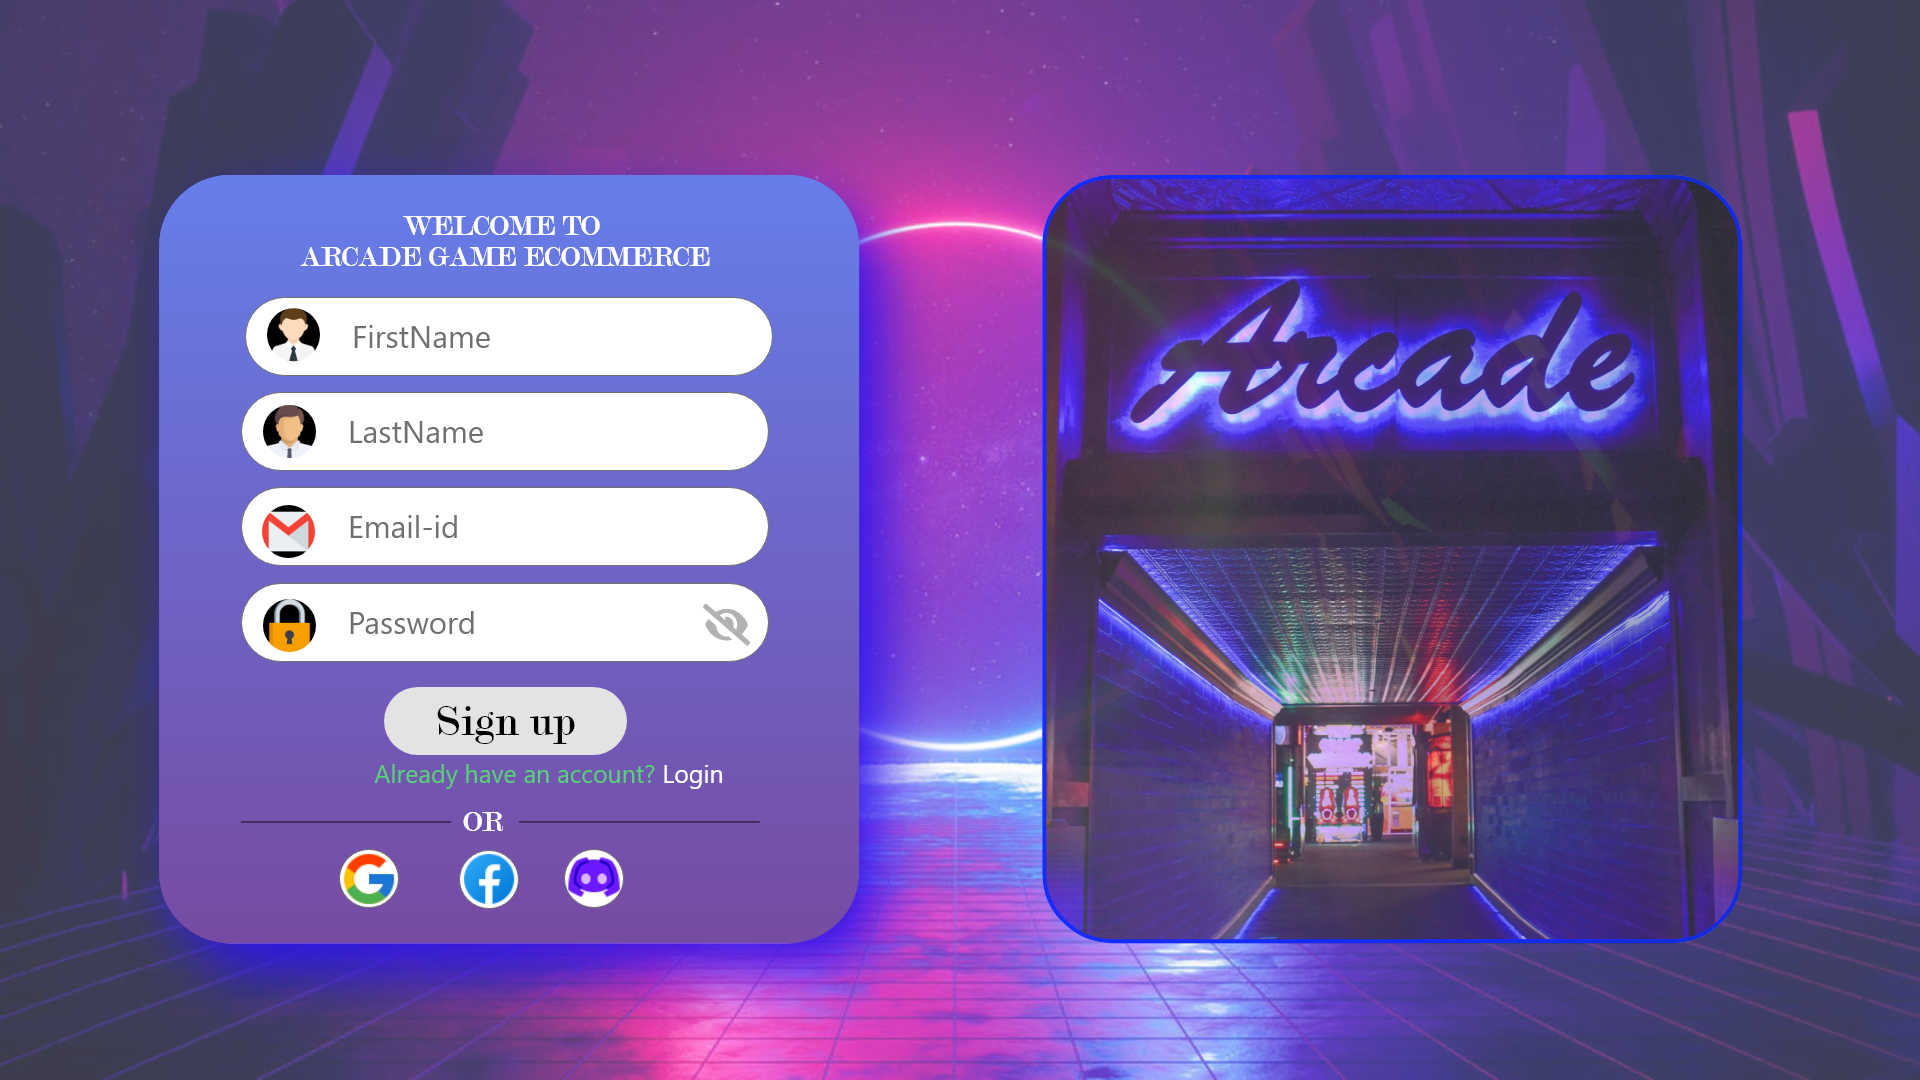 WELCOME TO
ARCADE GAME ECOMMERCE
FirstName
LastName
Email-id
Password
Sign up
Already have an account? Login
OR
Arcade